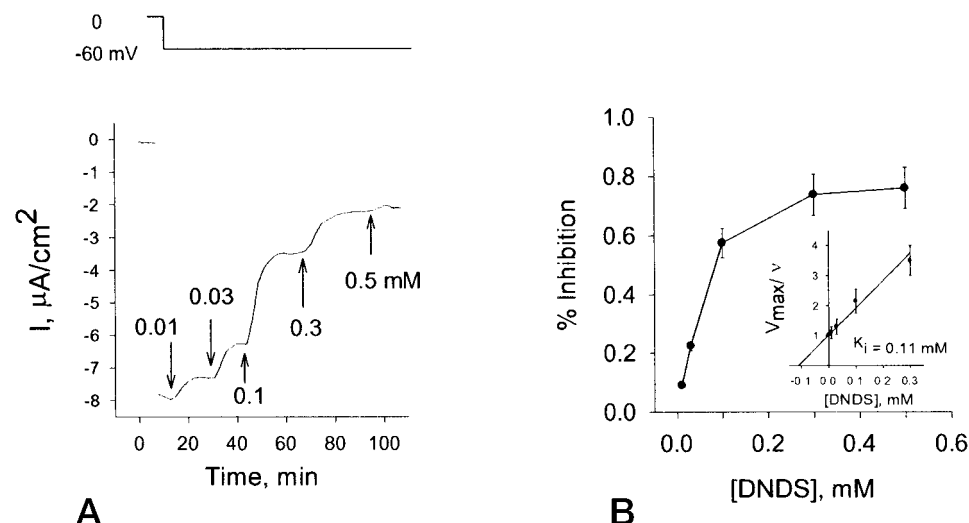 0
-60 mV
0
-1
-2
-3
-4
-5
-6
-7
-8
I, μA/cm²
0.01
0.03
0.1
0.3
0.5 mM
0 20 40 60 80 100
Time, min
A
1.0
0.8
0.6
0.4
0.2
0.0
% Inhibition
4
3
2
1
Vmax/ ν
Ki = 0.11 mM
-0 1 0 0 0 1 0.3
[DNDS], mM
0.0 0.2 0.4 0.6
[DNDS], mM
B